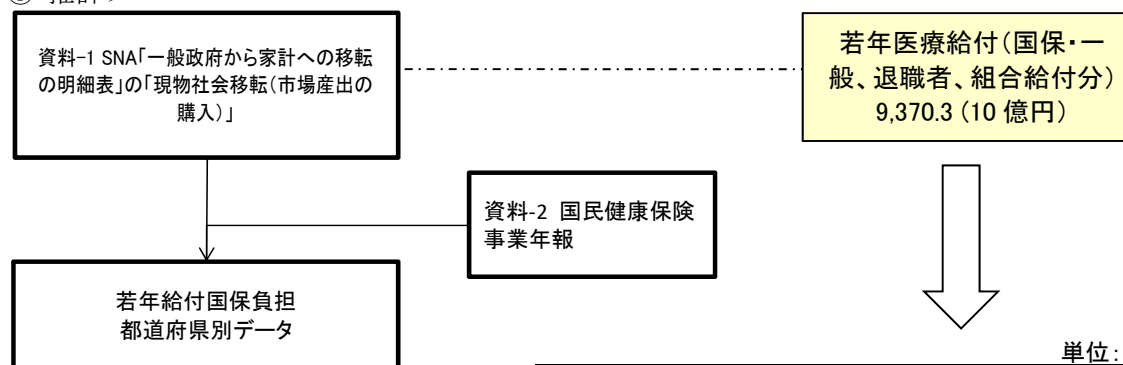 資料-1 SNA「一般政府から家計への移転
の明細表」の「現物社会移転(市場産出の
購入)」
若年医療給付(国保・一
般、退職者、組合給付分)
9,370.3 (10 億円)
資料-2 国民健康保険
事業年報
若年給付国保負担
都道府県別データ
単位: